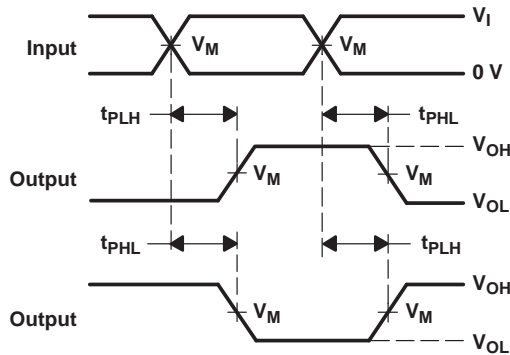 V_I
Input V_M V_M
0 V
t_PLH t_PHL
V_OH
Output V_M V_M
V_OL
t_PHL t_PLH
V_OH
Output V_M V_M
V_OL